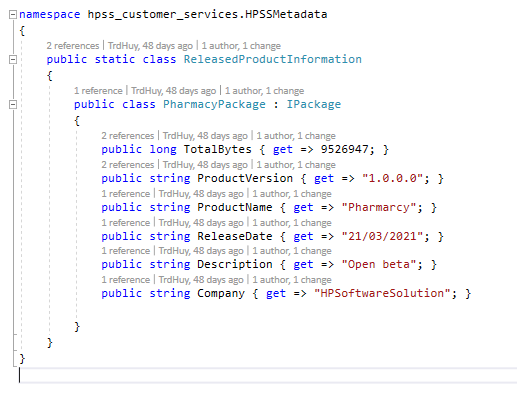 namespace hpss_customer_services.HPSSMetadata
{
2 references | TrdHuy, 48 days ago | 1 author, 1 change
public static class ReleasedProductInformation
{
1 reference | TrdHuy, 48 days ago | 1 author, 1 change
public class PharmacyPackage : IPackage
{
2 references | TrdHuy, 48 days ago | 1 author, 1 change
public long TotalBytes { get => 9526947; }
2 references | TrdHuy, 48 days ago | 1 author, 1 change
public string ProductVersion { get => "1.0.0.0"; }
1 reference | TrdHuy, 48 days ago | 1 author, 1 change
public string ProductName { get => "Pharmarcy"; }
1 reference | TrdHuy, 48 days ago | 1 author, 1 change
public string ReleaseDate { get => "21/03/2021"; }
1 reference | TrdHuy, 48 days ago | 1 author, 1 change
public string Description { get => "Open beta"; }
1 reference | TrdHuy, 48 days ago | 1 author, 1 change
public string Company { get => "HPSoftwareSolution"; }
}
}
}